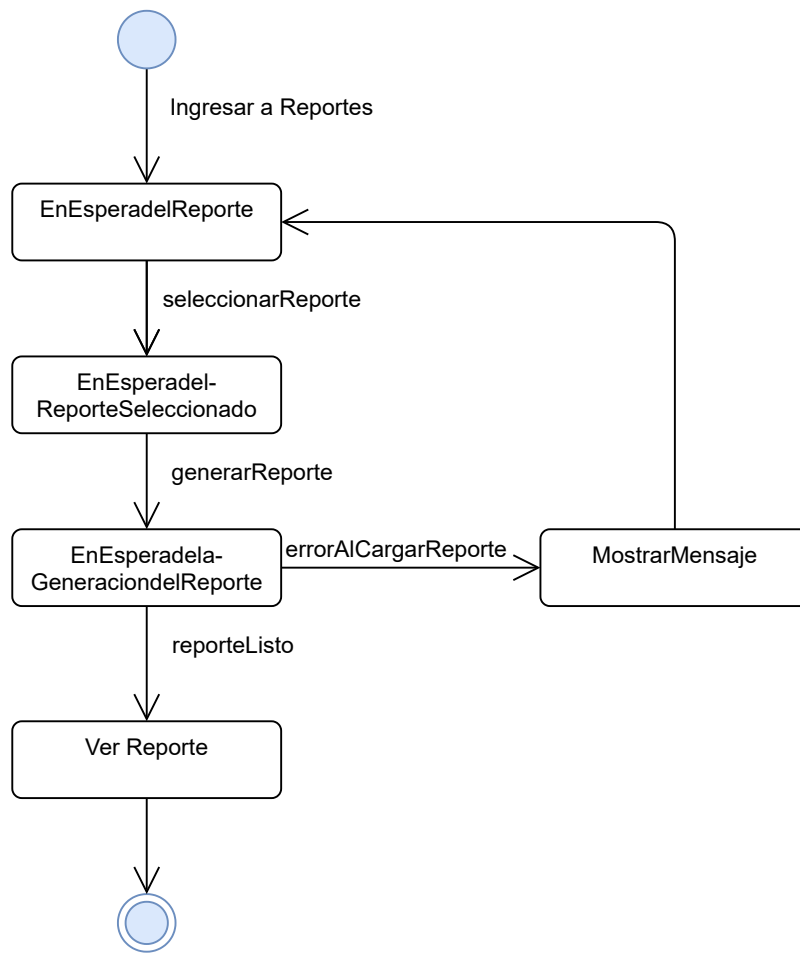 Ingresar a Reportes
EnEsperadelReporte
seleccionarReporte
EnEsperadel-
ReporteSeleccionado
generarReporte
EnEsperadela-
GeneraciondelReporte
errorAlCargarReporte
MostrarMensaje
reporteListo
Ver Reporte